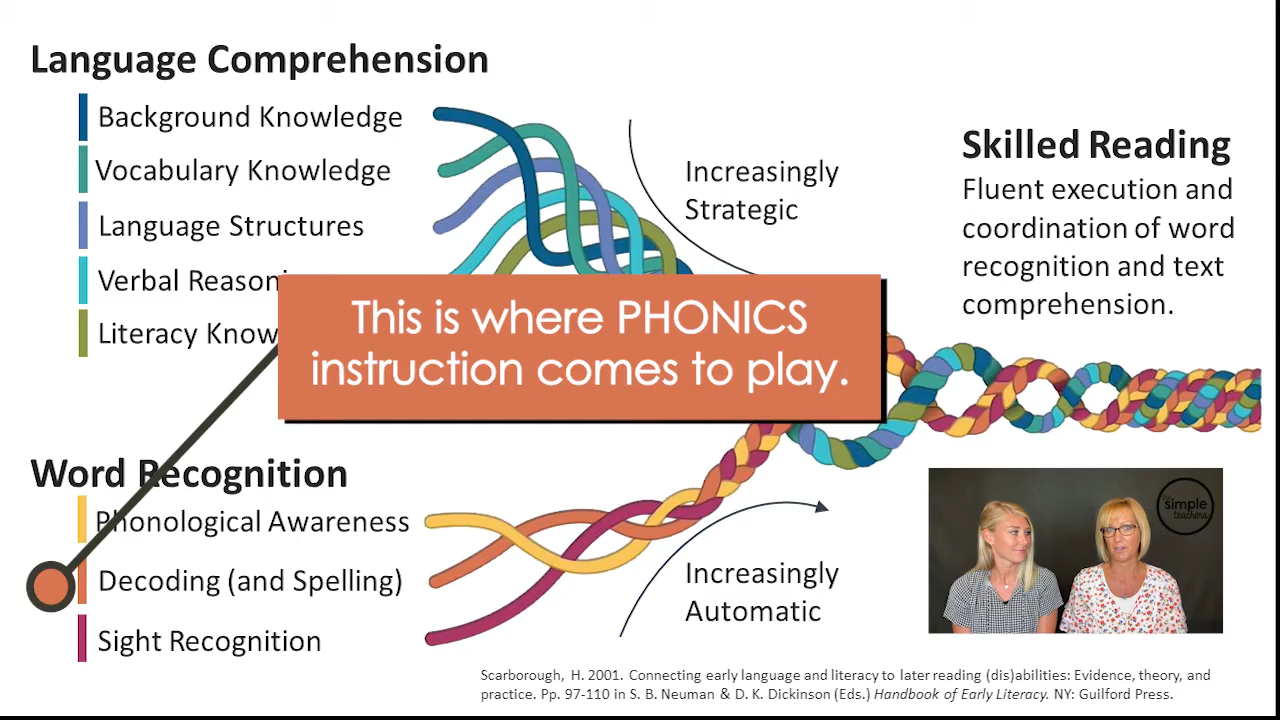 Language Comprehension
Background Knowledge
Vocabulary Knowledge
Language Structures
Verbal Reasoni
Literacy Know
Increasingly
Strategic
Skilled Reading
Fluent execution and
coordination of word
recognition and text
comprehension.
This is where PHONICS
instruction comes to play.
Word Recognition
Phonological Awareness
Decoding (and Spelling)
Sight Recognition
Increasingly
Automatic
the
simple
teachers
Scarborough, H. 2001. Connecting early language and literacy to later reading (dis)abilities: Evidence, theory, and
practice. Pp. 97-110 in S. B. Neuman & D. K. Dickinson (Eds.) Handbook of Early Literacy. NY: Guilford Press.